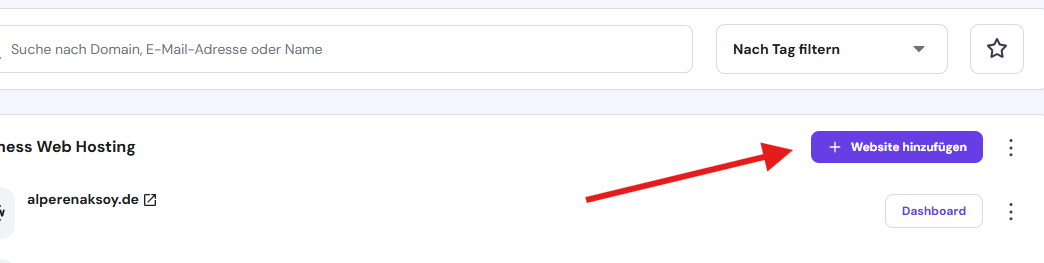 Suche nach Domain, E-Mail-Adresse oder Name
Nach Tag filtern
ness Web Hosting
+ Website hinzufügen
alperenaksoy.de
Dashboard